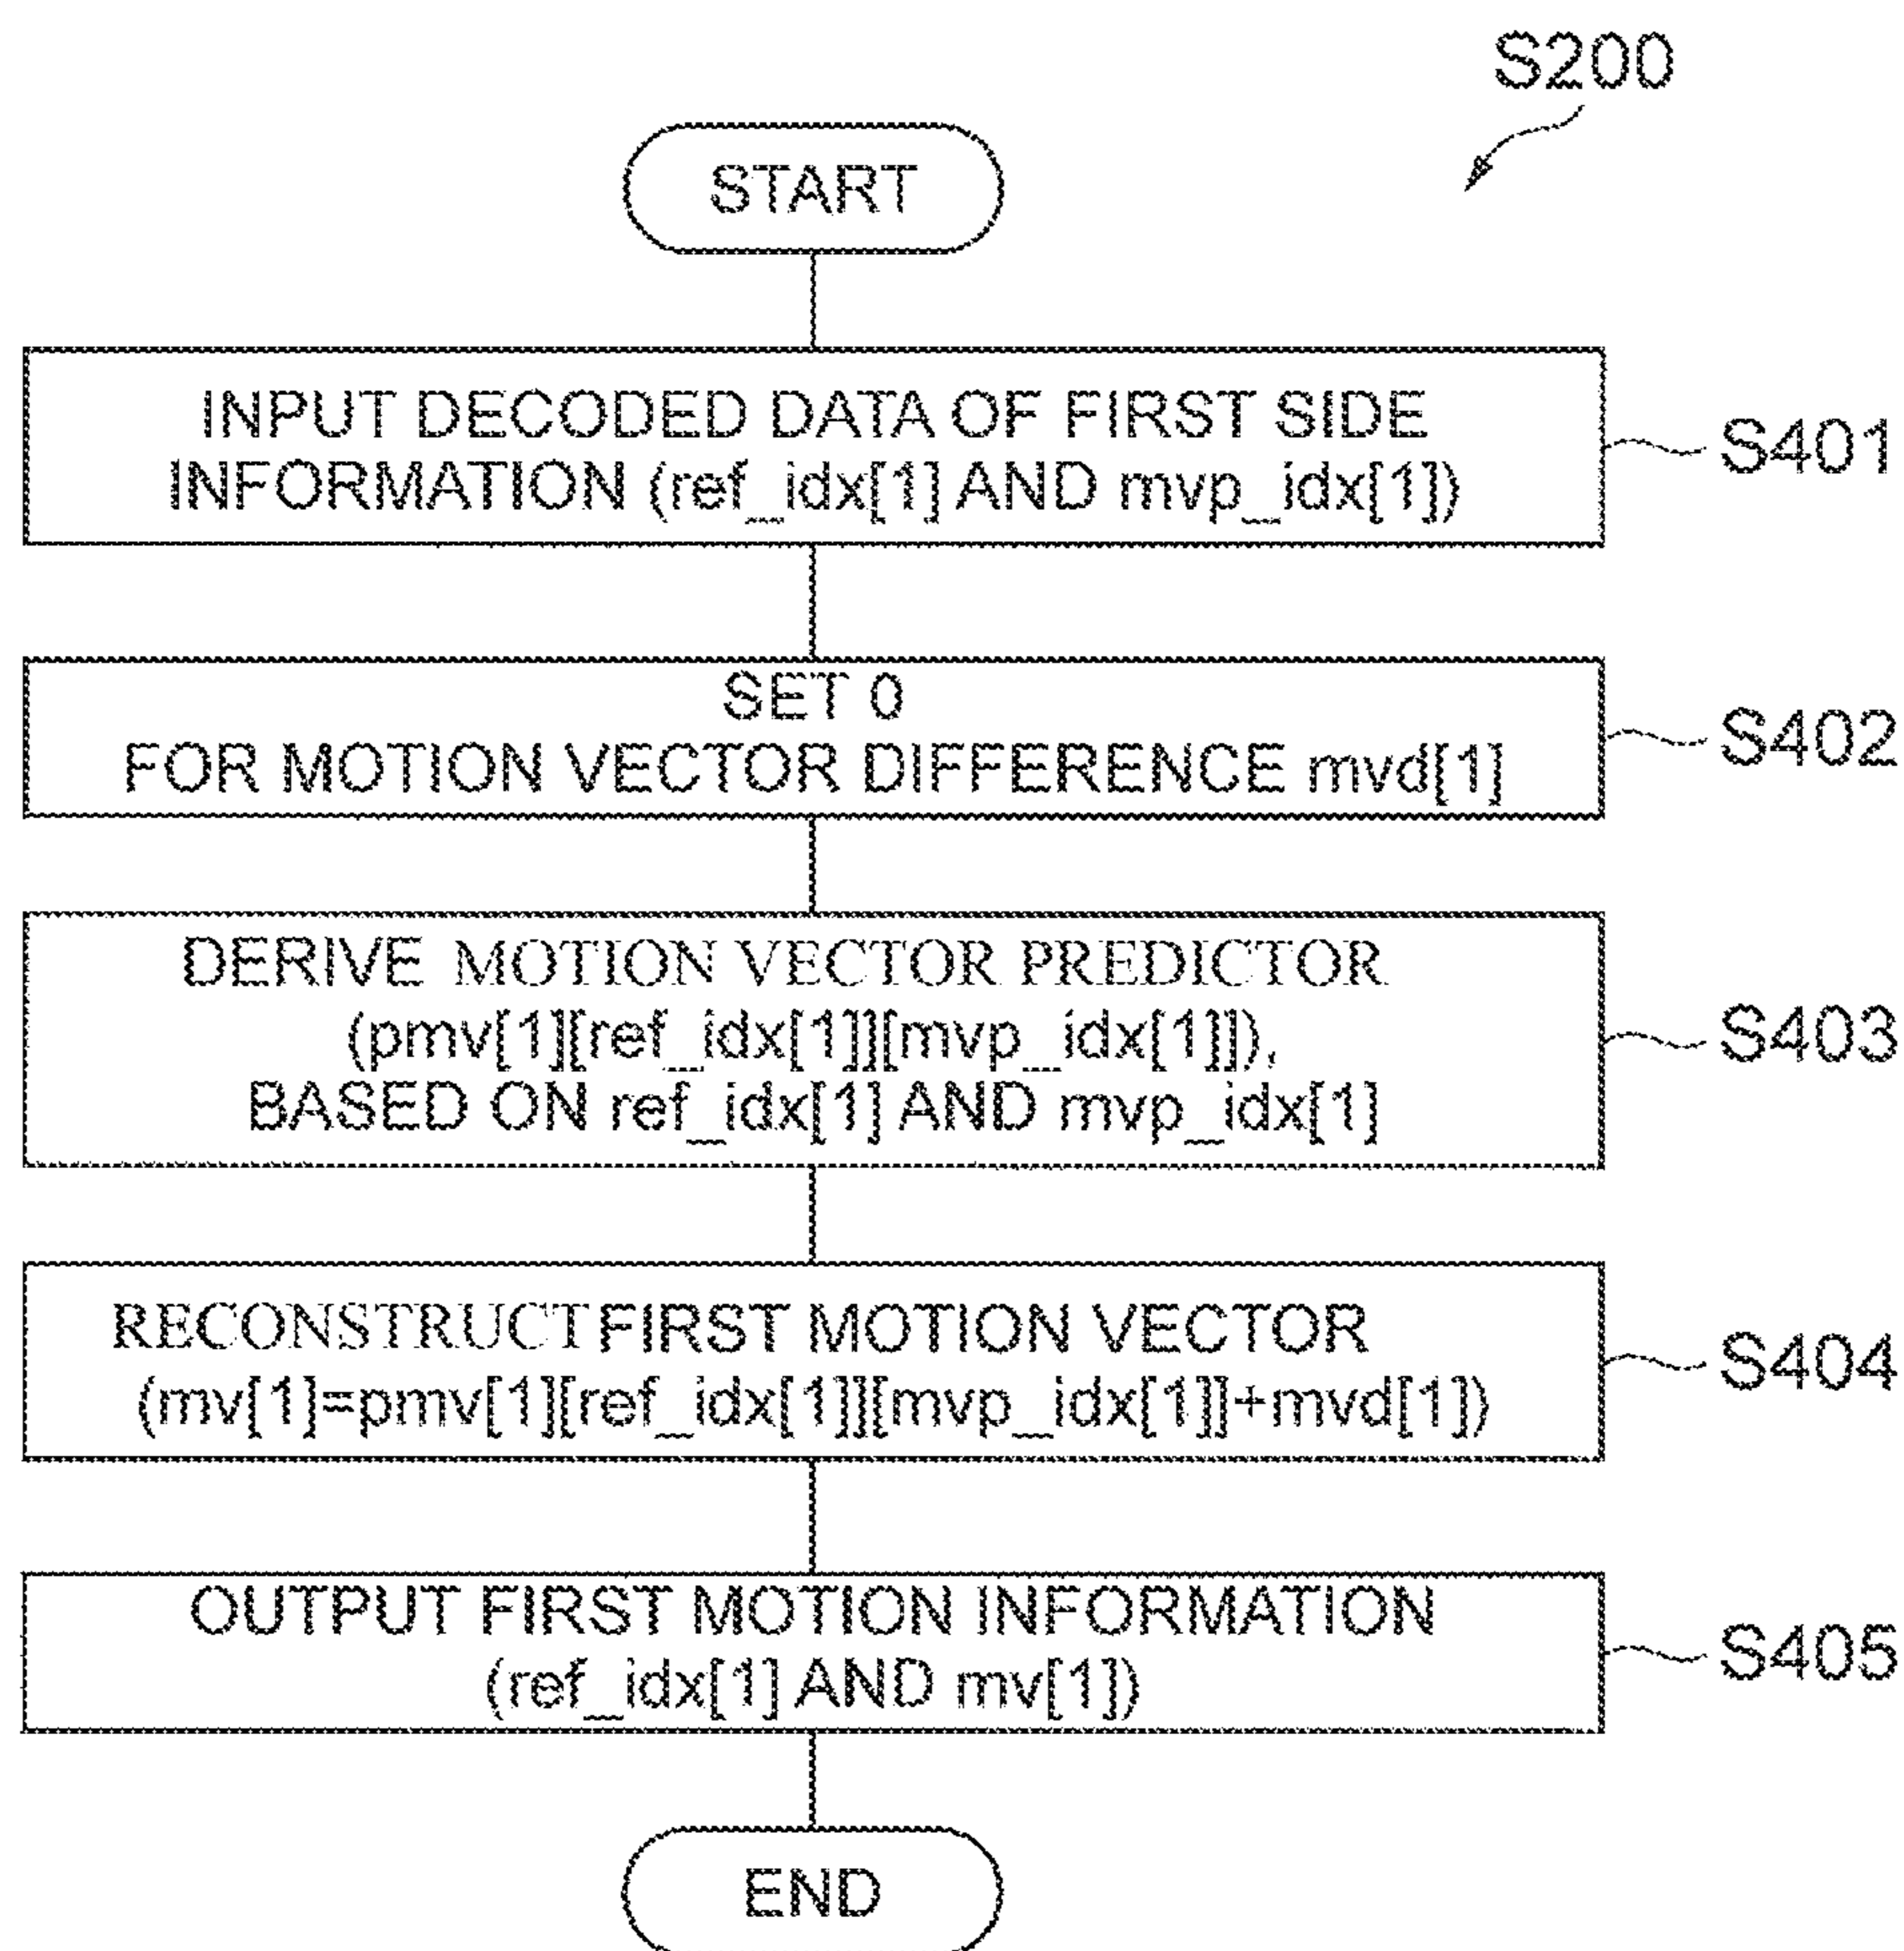 S200
START
INPUT DECODED DATA OF FIRST SIDE
INFORMATION (ref_idx[1] AND mvp_idx[1])
S401
SET 0
FOR MOTION VECTOR DIFFERENCE mvd[1]
S402
DERIVE MOTION VECTOR PREDICTOR
(pmv[1][ref_idx[1]][mvp_idx[1]]),
BASED ON ref_idx[1] AND mvp_idx[1]
S403
RECONSTRUCT FIRST MOTION VECTOR
(mv[1]=pmv[1][ref_idx[1]][mvp_idx[1]]+mvd[1])
S404
OUTPUT FIRST MOTION INFORMATION
(ref_idx[1] AND mv[1])
S405
END